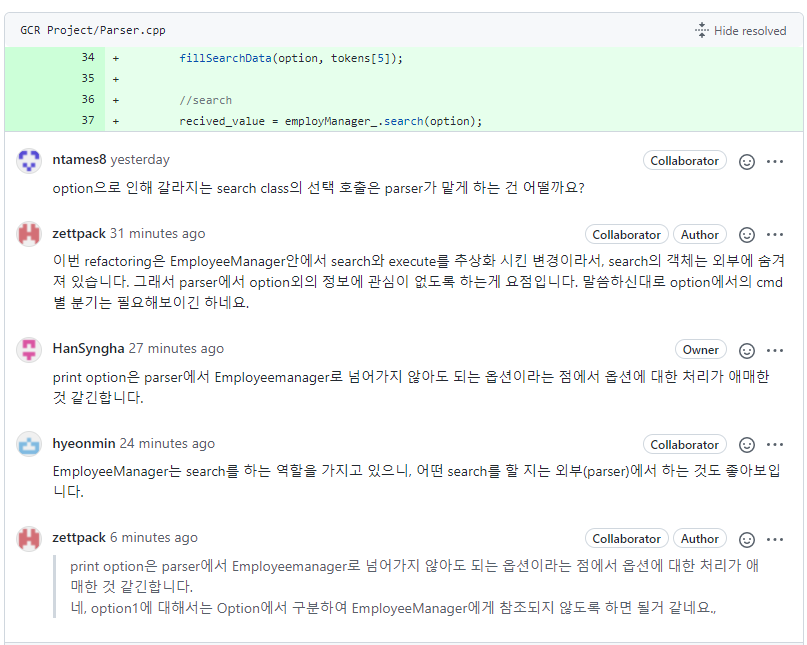 GCR Project/Parser.cpp
Hide resolved
34 + fillSearchData(option, tokens[5]);
35 +
36 + //search
37 + recived_value = employManager_.search(option);
ntames8 yesterday
Collaborator
option으로 인해 갈라지는 search class의 선택 호출은 parser가 맡게 하는 건 어떨까요?
zettpack 31 minutes ago
Collaborator Author
이번 refactoring은 EmployeeManager안에서 search와 execute를 추상화 시킨 변경이라서, search의 객체는 외부에 숨겨
져 있습니다. 그래서 parser에서 option외의 정보에 관심이 없도록 하는게 요점입니다. 말씀하신대로 option에서의 cmd
별 분기는 필요해보이긴 하네요.
HanSyngha 27 minutes ago
Owner
print option은 parser에서 Employeemanager로 넘어가지 않아도 되는 옵션이라는 점에서 옵션에 대한 처리가 애매한
것 같긴합니다.
hyeonmin 24 minutes ago
Collaborator
EmployeeManager는 search를 하는 역할을 가지고 있으니, 어떤 search를 할 지는 외부(parser)에서 하는 것도 좋아보입
니다.
zettpack 6 minutes ago
Collaborator Author
print option은 parser에서 Employeemanager로 넘어가지 않아도 되는 옵션이라는 점에서 옵션에 대한 처리가 애
매한 것 같긴합니다.
네, option1에 대해서는 Option에서 구분하여 EmployeeManager에게 참조되지 않도록 하면 될거 같네요.,